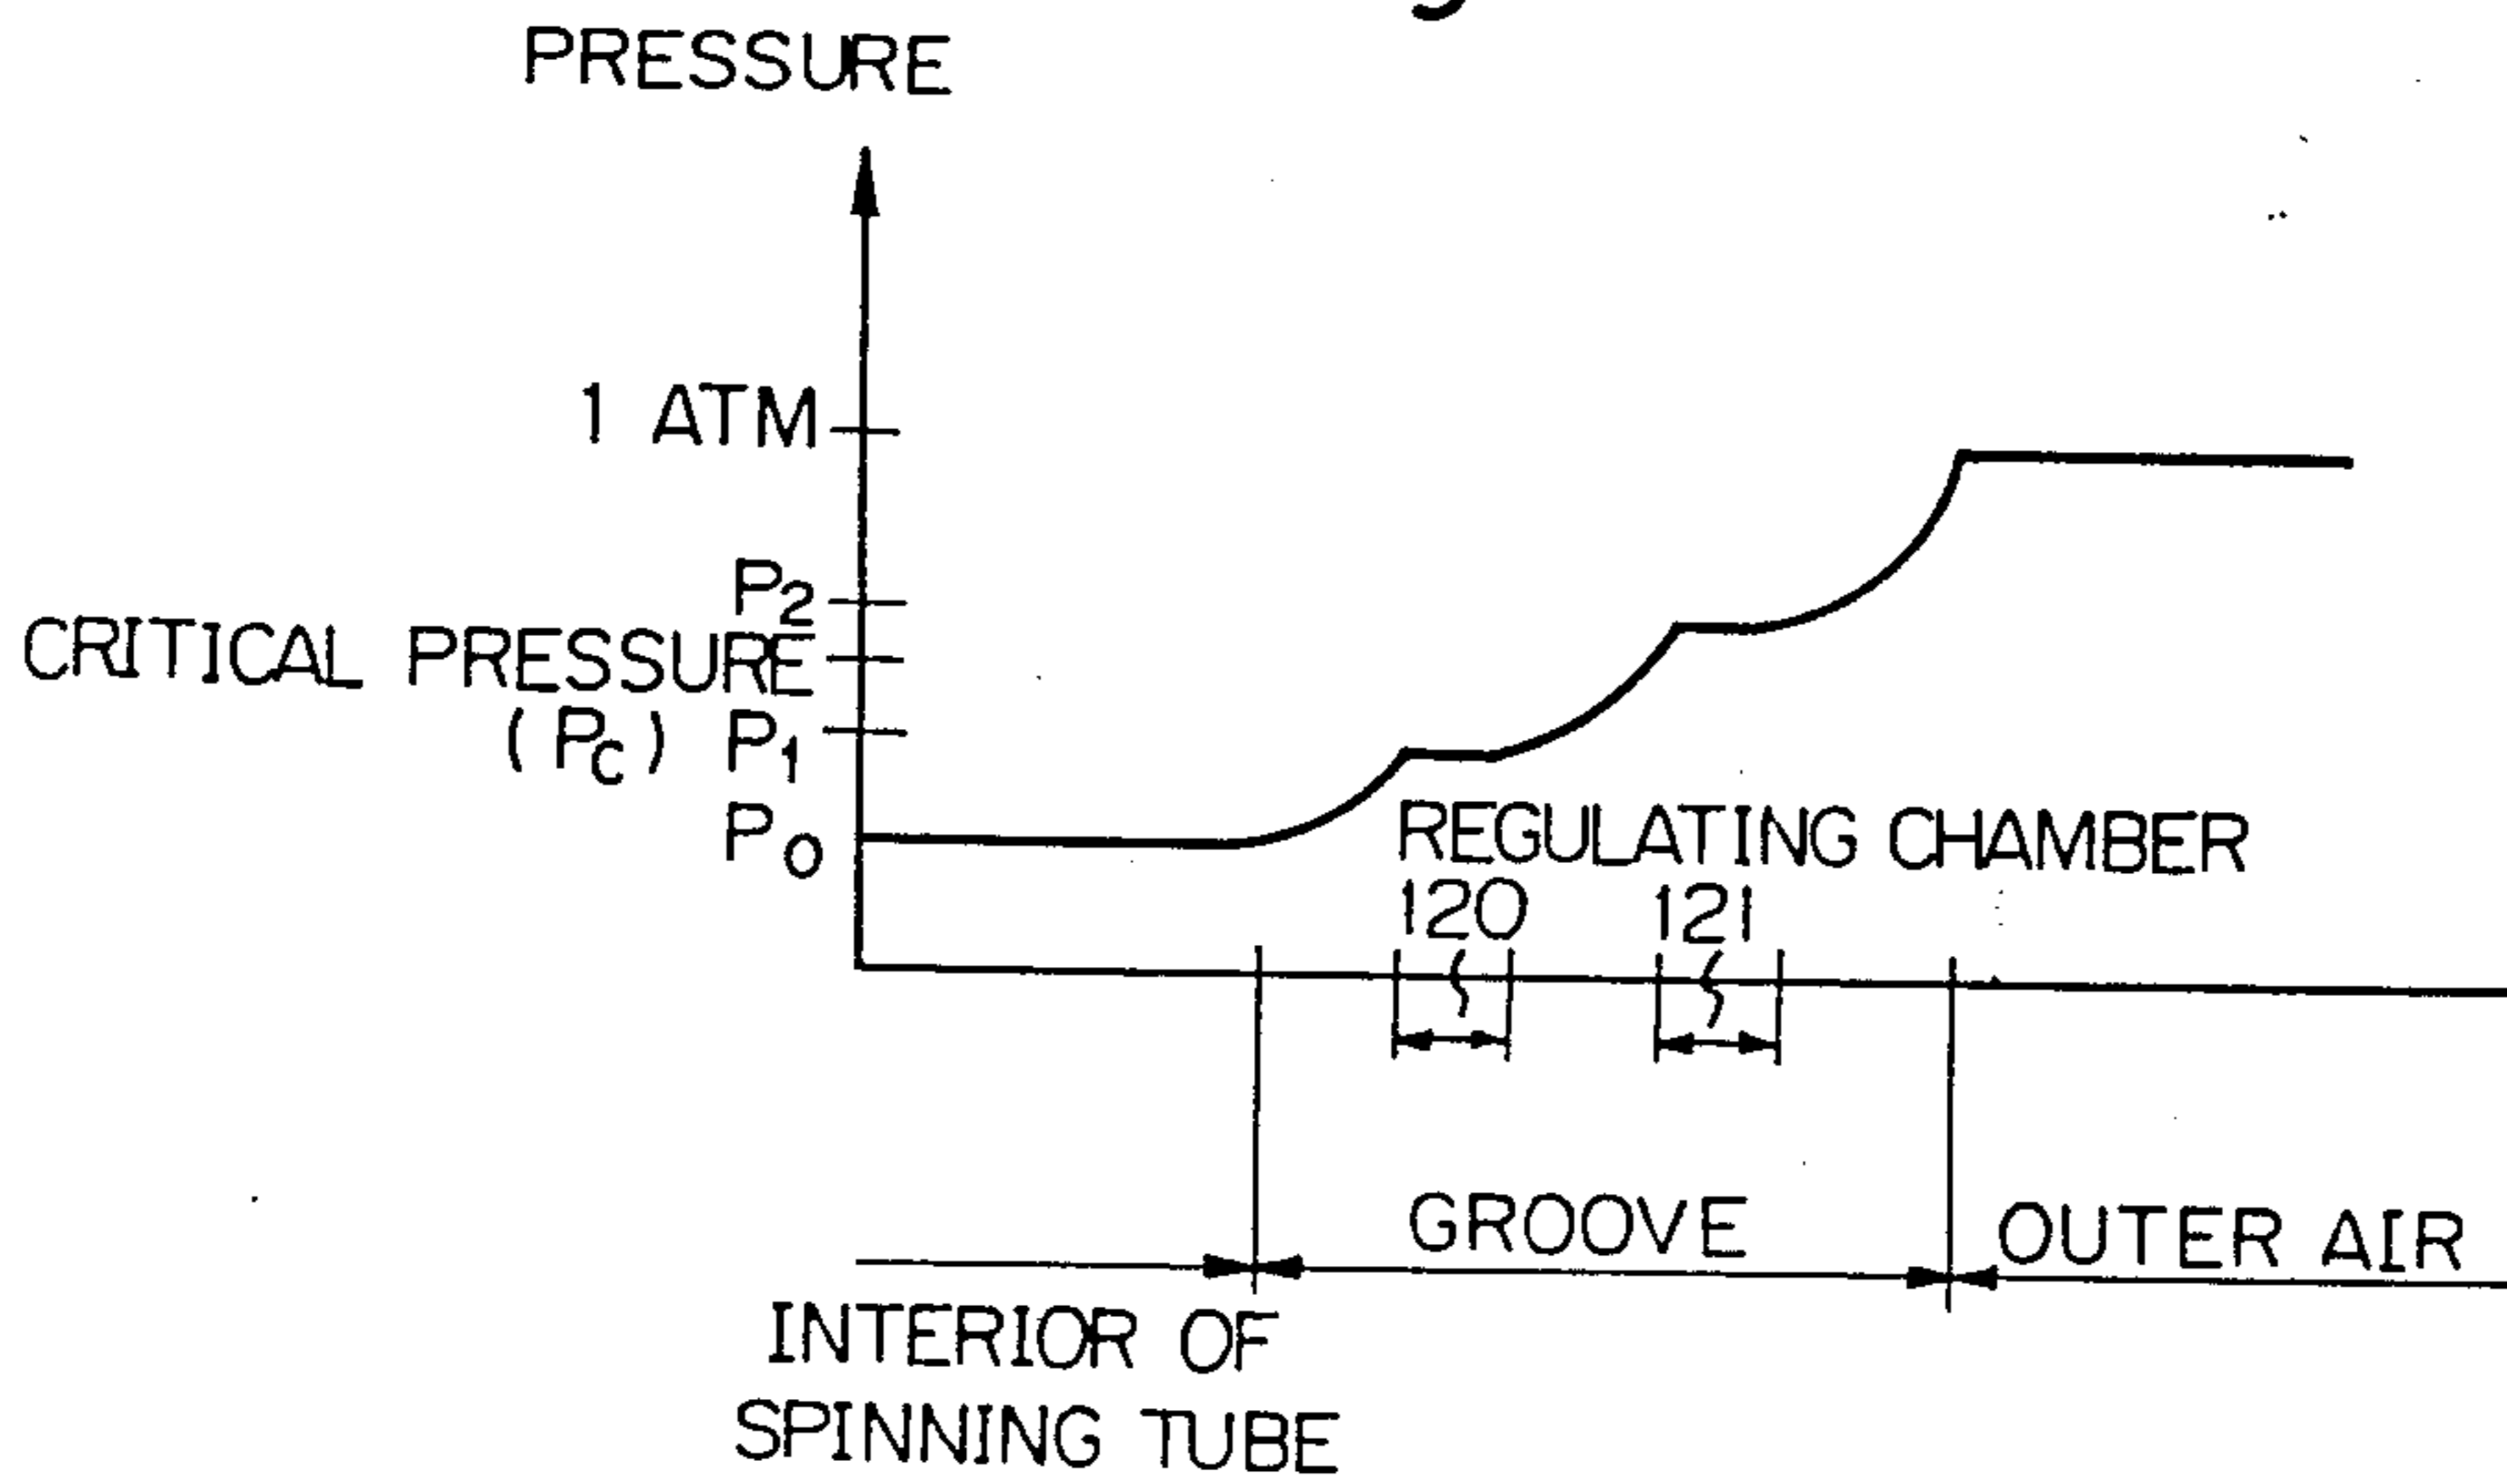 PRESSURE
1 ATM
P2
CRITICAL PRESSURE
(PC) P1
P0
REGULATING CHAMBER
120 121
GROOVE
OUTER AIR
INTERIOR OF
SPINNING TUBE